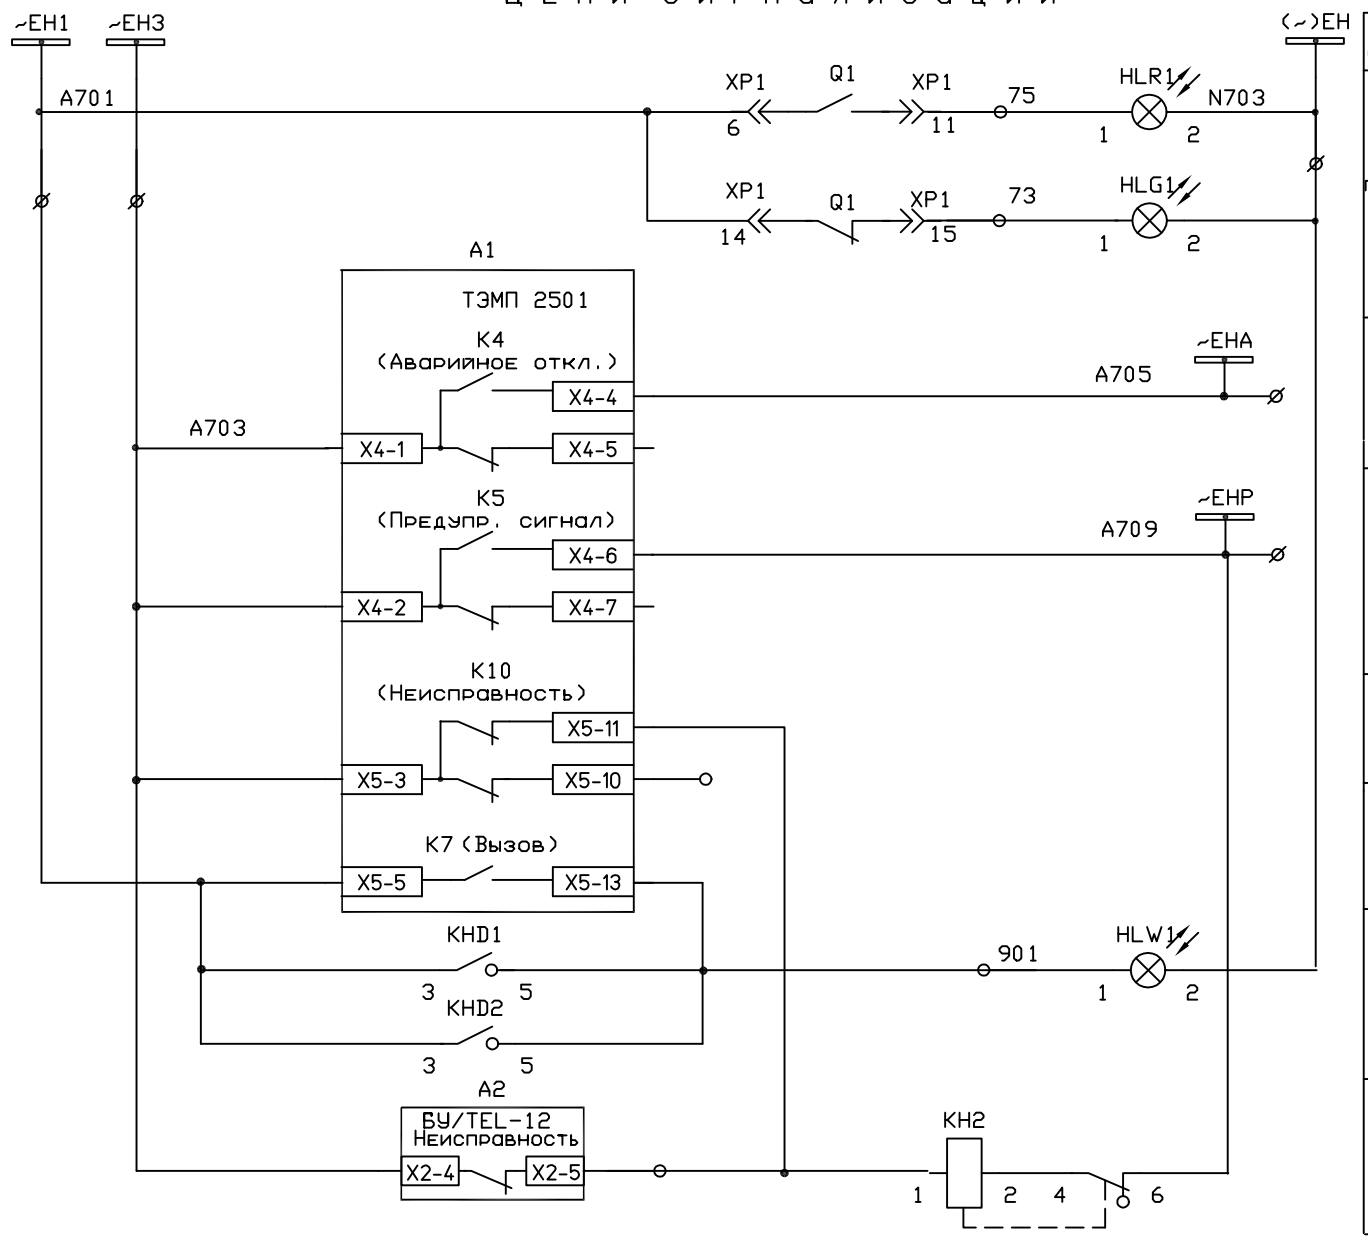 ЦЕПИ СИГНАЛИЗАЦИИ
~EH1
~EH3
(~)EH
A701
XP1
Q1
XP1
75
HLR1
N703
6
11
1
2
XP1
Q1
XP1
73
HLG1
14
15
1
2
A1
ТЭМП 2501
K4
(Аварийное откл.)
~EHA
X4-4
A705
A703
X4-1
X4-5
K5
(Предупр. сигнал)
~EHP
X4-6
A709
X4-2
X4-7
K10
(Неисправность)
X5-11
X5-3
X5-10
K7 (Вызов)
X5-5
X5-13
KHD1
901
HLW1
3
5
1
2
KHD2
3
5
A2
БУ/TEL-12
Неисправность
KH2
X2-4
X2-5
1
2
4
6